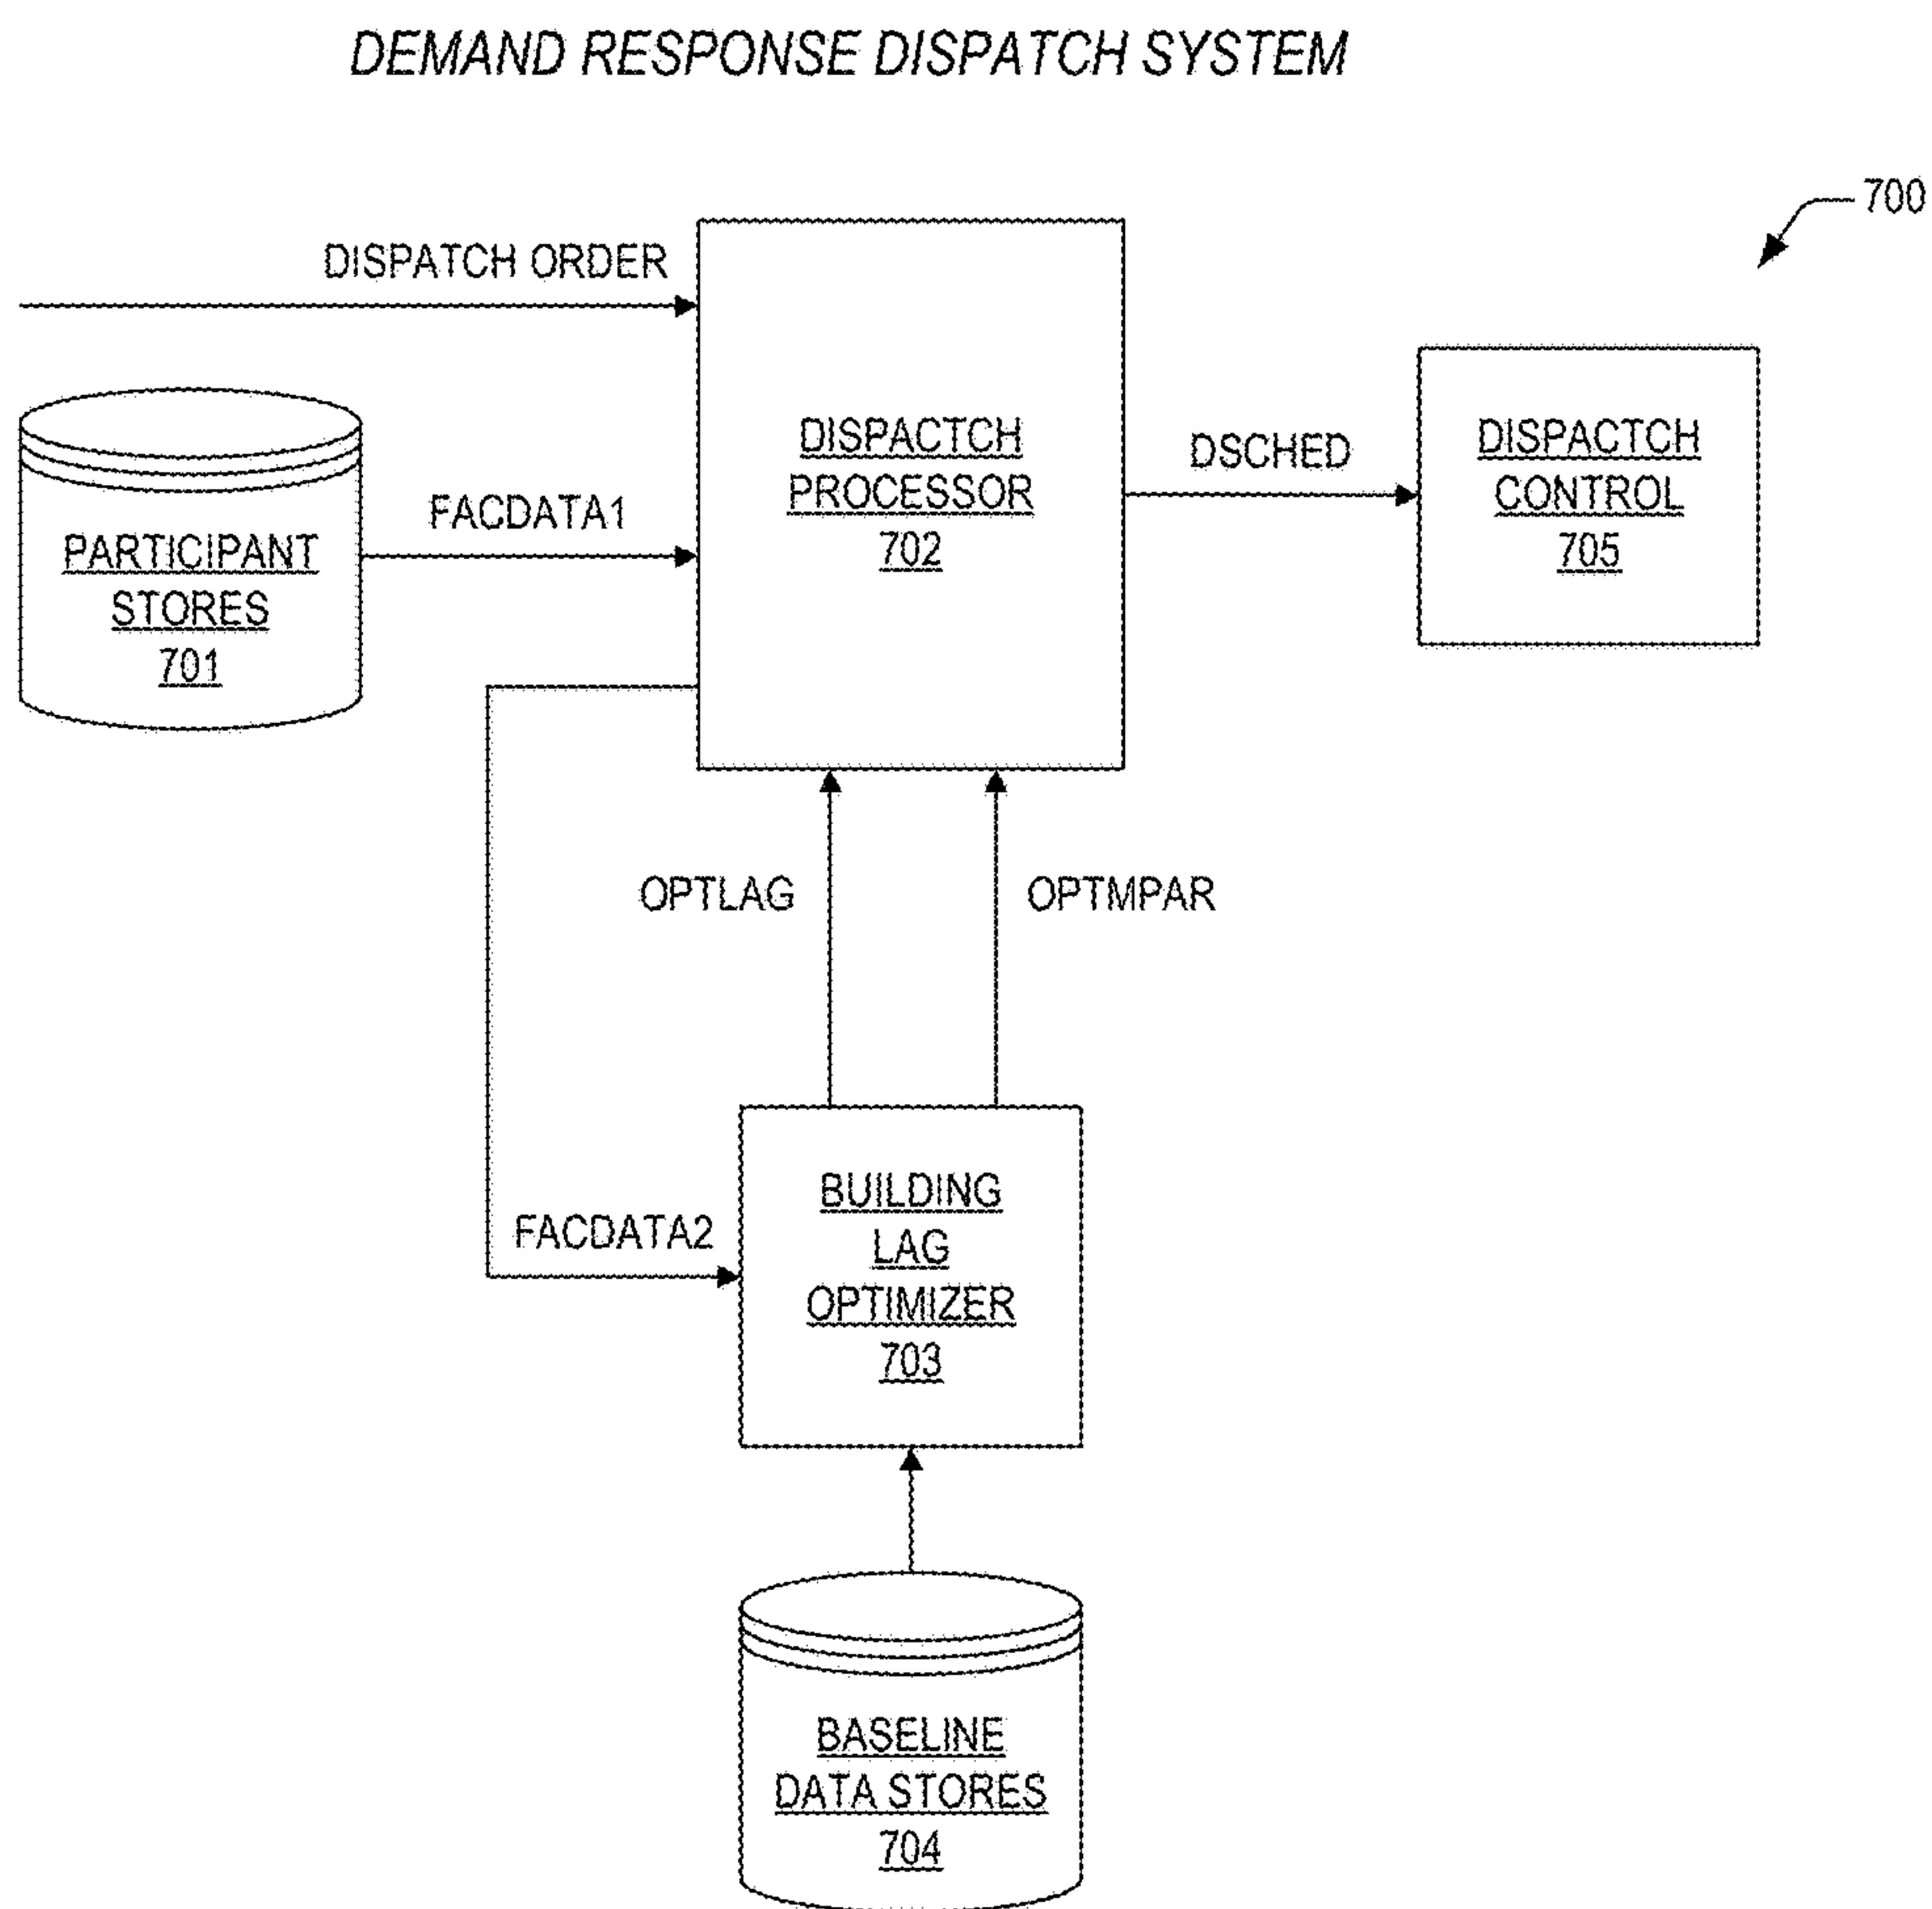 DEMAND RESPONSE DISPATCH SYSTEM
700
DISPATCH ORDER
PARTICIPANT
STORES
701
FACDATA1
DISPACTCH
PROCESSOR
702
DSCHED
DISPACTCH
CONTROL
705
OPTLAG
OPTMPAR
FACDATA2
BUILDING
LAG
OPTIMIZER
703
BASELINE
DATA STORES
704